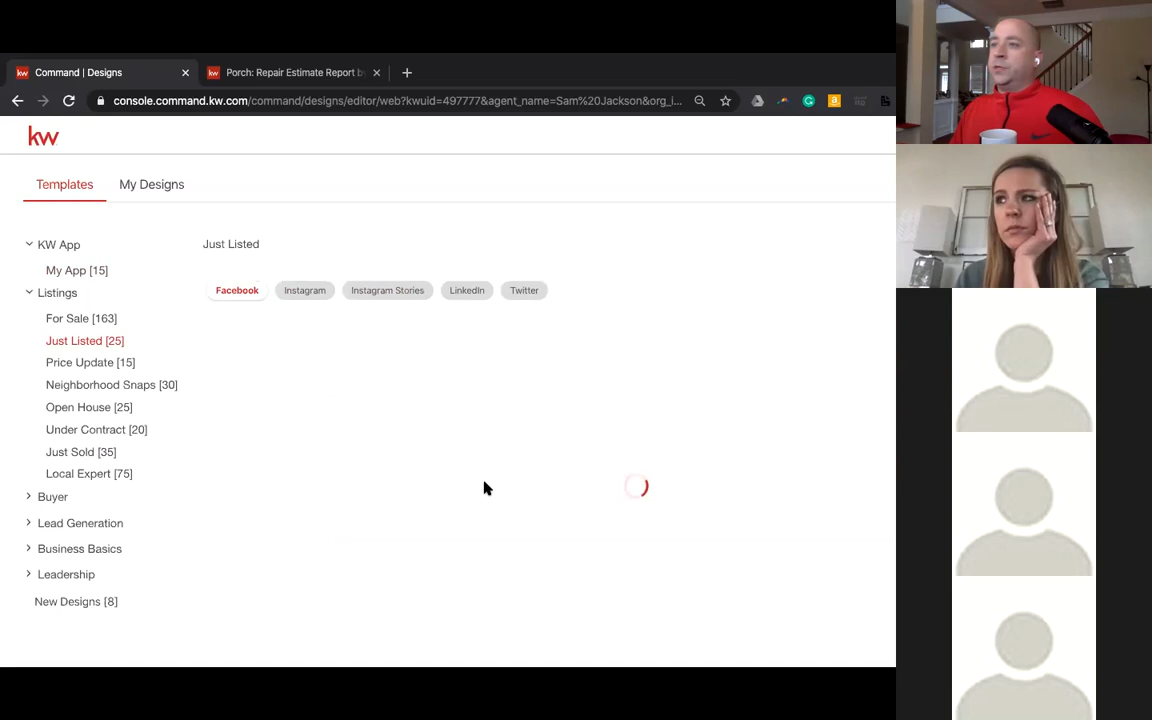 Command | Designs
Porch: Repair Estimate Report b
console.command.kw.com/command/designs/editor/web?kwuid=497777&agent_name=Sam%20Jackson&org_i...
kw
Templates
My Designs
KW App
Just Listed
My App [15]
Facebook
Instagram
Instagram Stories
LinkedIn
Twitter
Listings
For Sale [163]
Just Listed [25]
Price Update [15]
Neighborhood Snaps [30]
Open House [25]
Under Contract [20]
Just Sold [35]
Local Expert [75]
Buyer
Lead Generation
Business Basics
Leadership
New Designs [8]